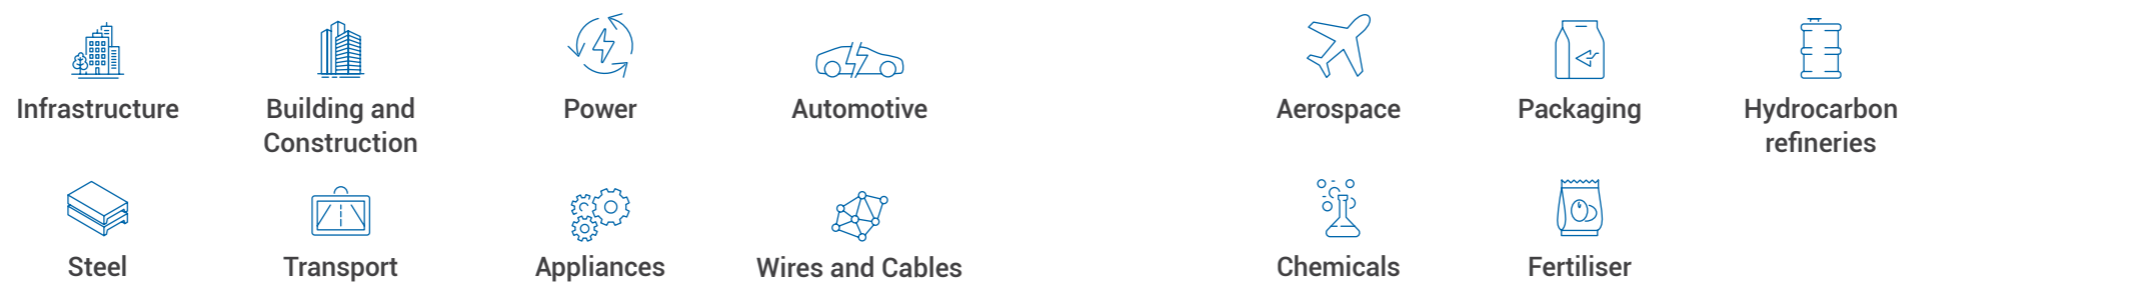 Infrastructure
Building and
Construction
Power
Automotive
Aerospace
Packaging
Hydrocarbon
refineries
Steel
Transport
Appliances
Wires and Cables
Chemicals
Fertiliser